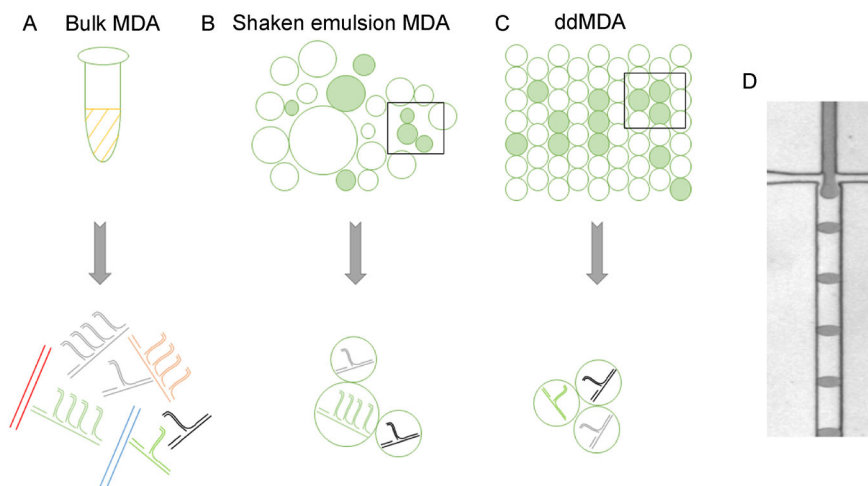 A Bulk MDA
B Shaken emulsion MDA
C ddMDA
D